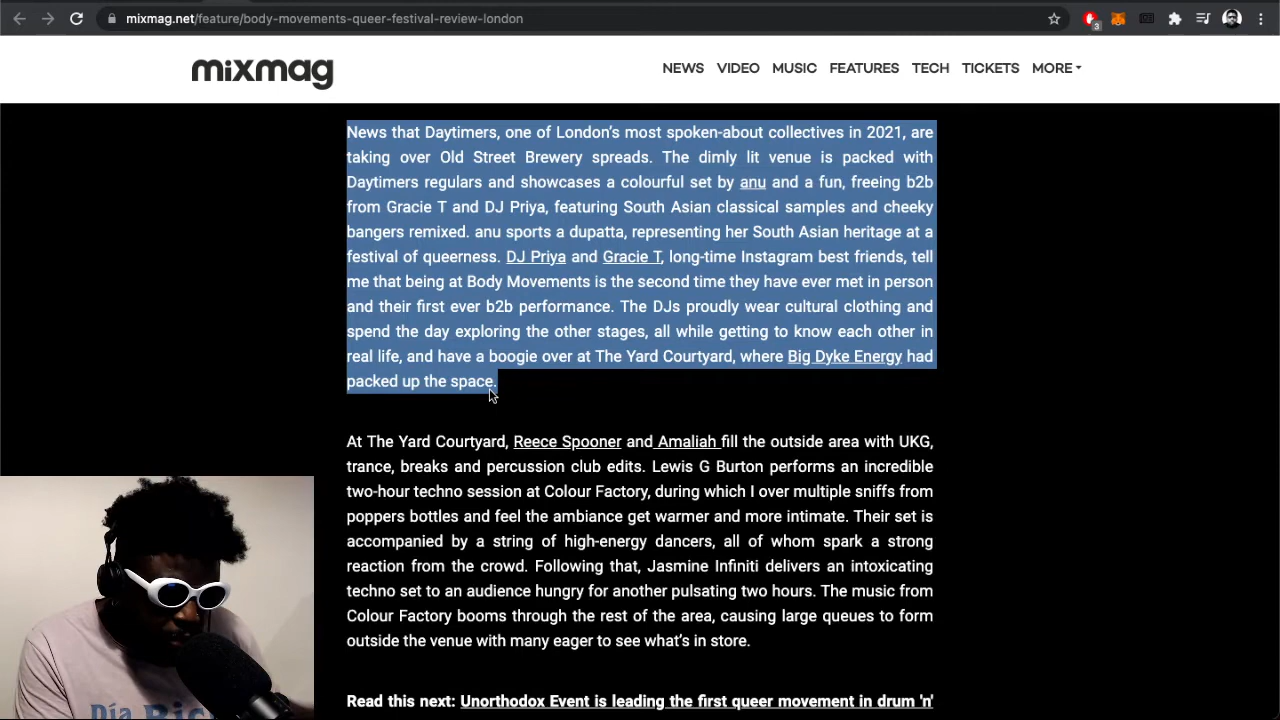 mixmag.net/feature/body-movements-queer-festival-review-london
3
mixmag
NEWS VIDEO MUSIC FEATURES TECH TICKETS MORE
News that Daytimers, one of London's most spoken-about collectives in 2021, are
taking over Old Street Brewery spreads. The dimly lit venue is packed with
Daytimers regulars and showcases a colourful set by anu and a fun, freeing b2b
from Gracie T and DJ Priya, featuring South Asian classical samples and cheeky
bangers remixed. anu sports a dupatta, representing her South Asian heritage at a
festival of queerness. DJ Priya and Gracie T, long-time Instagram best friends, tell
me that being at Body Movements is the second time they have ever met in person
and their first ever b2b performance. The DJs proudly wear cultural clothing and
spend the day exploring the other stages, all while getting to know each other in
real life, and have a boogie over at The Yard Courtyard, where Big Dyke Energy had
packed up the space.
At The Yard Courtyard, Reece Spooner and Amaliah fill the outside area with UKG,
trance, breaks and percussion club edits. Lewis G Burton performs an incredible
two-hour techno session at Colour Factory, during which I over multiple sniffs from
poppers bottles and feel the ambiance get warmer and more intimate. Their set is
accompanied by a string of high-energy dancers, all of whom spark a strong
reaction from the crowd. Following that, Jasmine Infiniti delivers an intoxicating
techno set to an audience hungry for another pulsating two hours. The music from
Colour Factory booms through the rest of the area, causing large queues to form
outside the venue with many eager to see what's in store.
Read this next: Unorthodox Event is leading the first queer movement in drum 'n'
Día